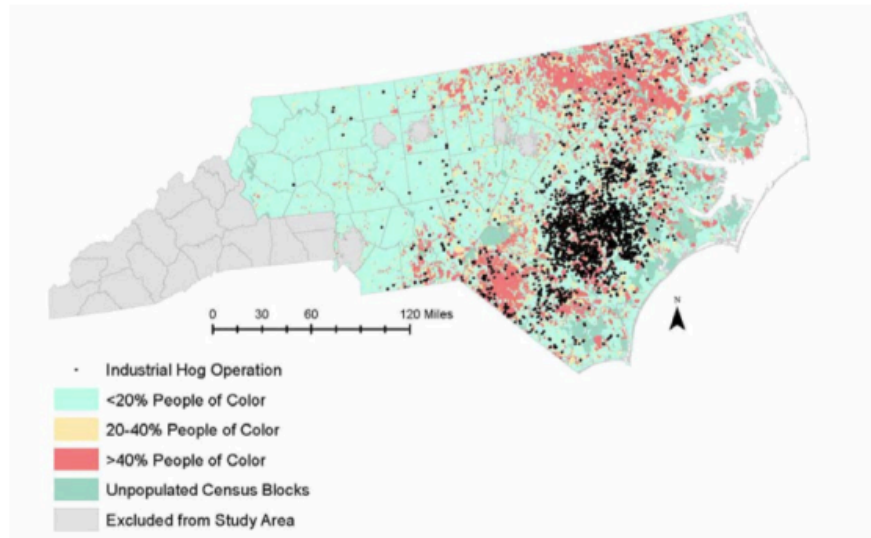 N
0 30 60 120 Miles
Industrial Hog Operation
<20% People of Color
20-40% People of Color
>40% People of Color
Unpopulated Census Blocks
Excluded from Study Area